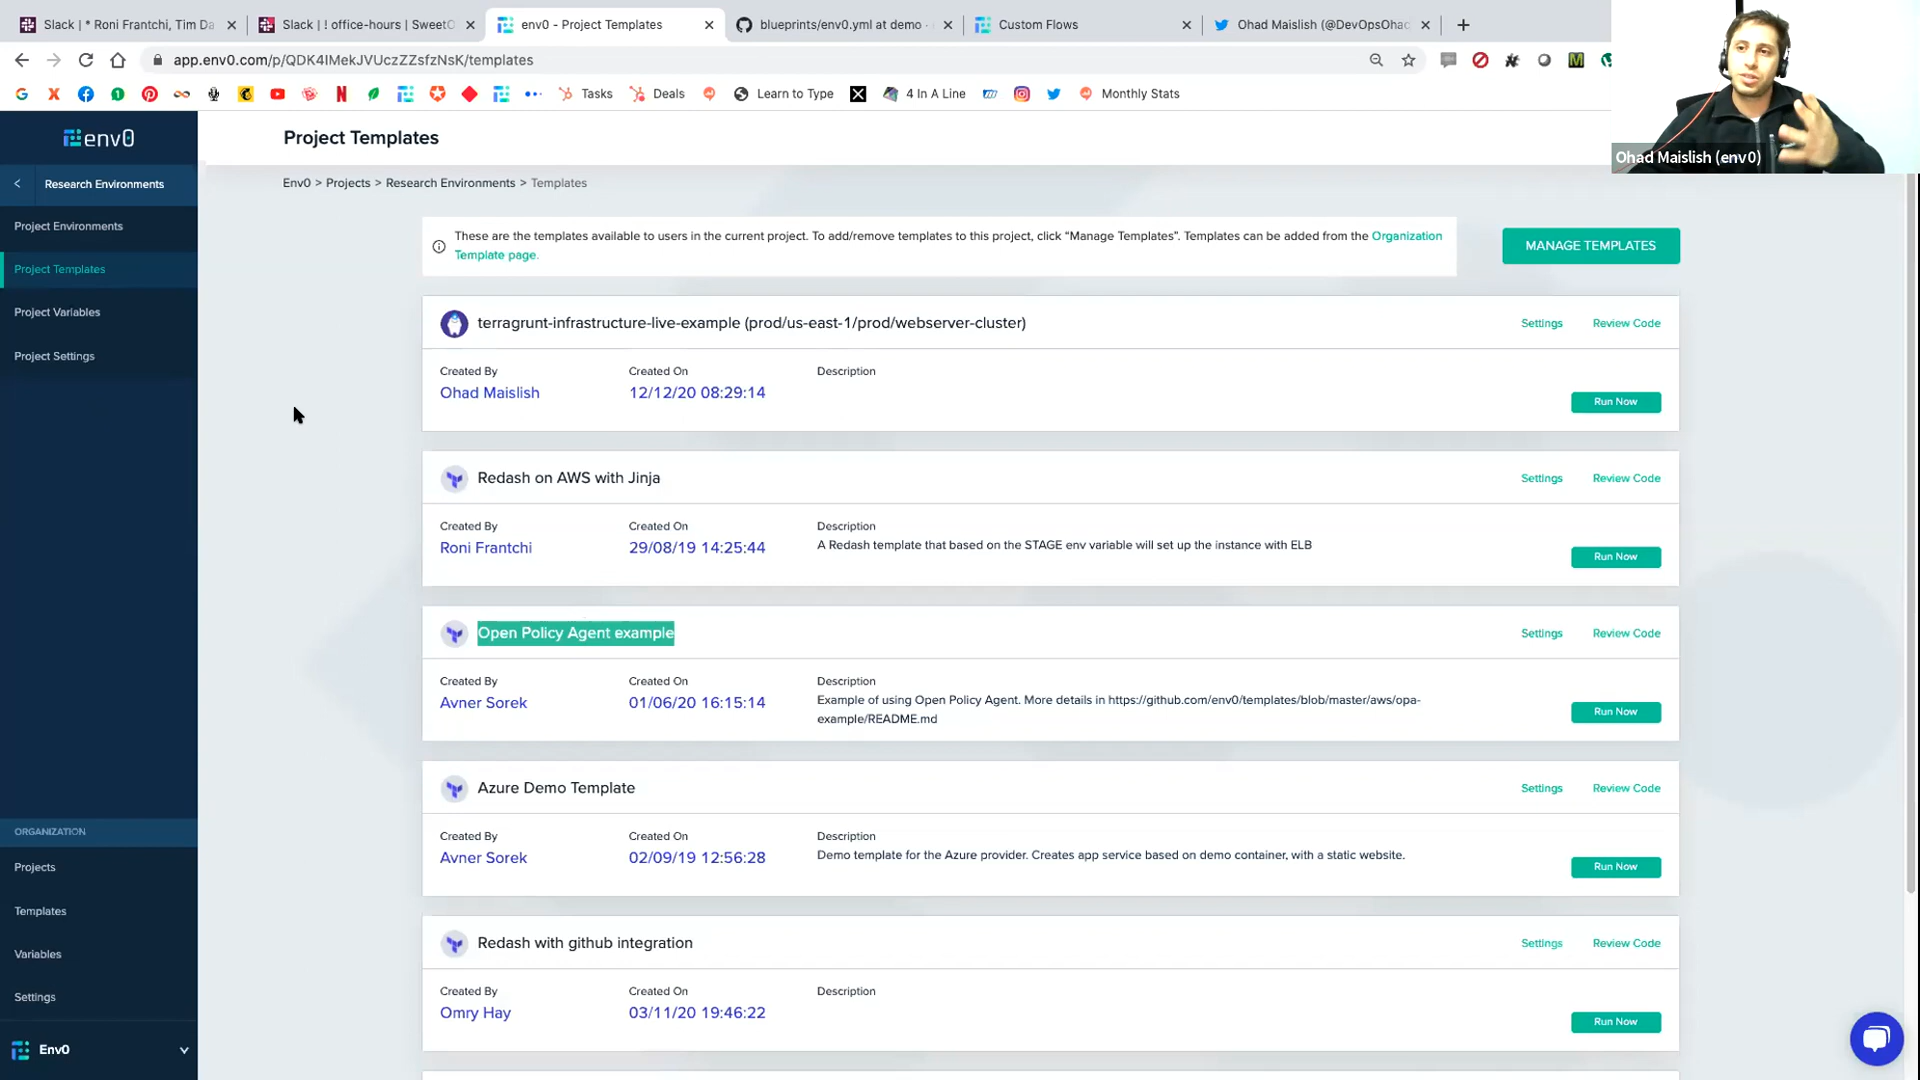 Slack | * Roni Frantchi, Tim Da
Slack | ! office-hours | SweetO
env0 - Project Templates
blueprints/env0.yml at demo ·
Custom Flows
Ohad Maislish (@DevOpsOhad
app.env0.com/p/QDK4IMekJVUczZZsfzNsK/templates
Tasks
Deals
Learn to Type
4 In A Line
Monthly Stats
Ohad Maislish (env0)
env0
Research Environments
Project Environments
Project Templates
Project Variables
Project Settings
ORGANIZATION
Projects
Templates
Variables
Settings
Env0
Project Templates
Env0 > Projects > Research Environments > Templates
These are the templates available to users in the current project. To add/remove templates to this project, click “Manage Templates”. Templates can be added from the Organization
Template page.
MANAGE TEMPLATES
terragrunt-infrastructure-live-example (prod/us-east-1/prod/webserver-cluster)
Settings
Review Code
Created By
Created On
Description
Ohad Maislish
12/12/20 08:29:14
Run Now
Redash on AWS with Jinja
Settings
Review Code
Created By
Created On
Description
Roni Frantchi
29/08/19 14:25:44
A Redash template that based on the STAGE env variable will set up the instance with ELB
Run Now
Open Policy Agent example
Settings
Review Code
Created By
Created On
Description
Avner Sorek
01/06/20 16:15:14
Example of using Open Policy Agent. More details in https://github.com/env0/templates/blob/master/aws/opa-
example/README.md
Run Now
Azure Demo Template
Settings
Review Code
Created By
Created On
Description
Avner Sorek
02/09/19 12:56:28
Demo template for the Azure provider. Creates app service based on demo container, with a static website.
Run Now
Redash with github integration
Settings
Review Code
Created By
Created On
Description
Omry Hay
03/11/20 19:46:22
Run Now